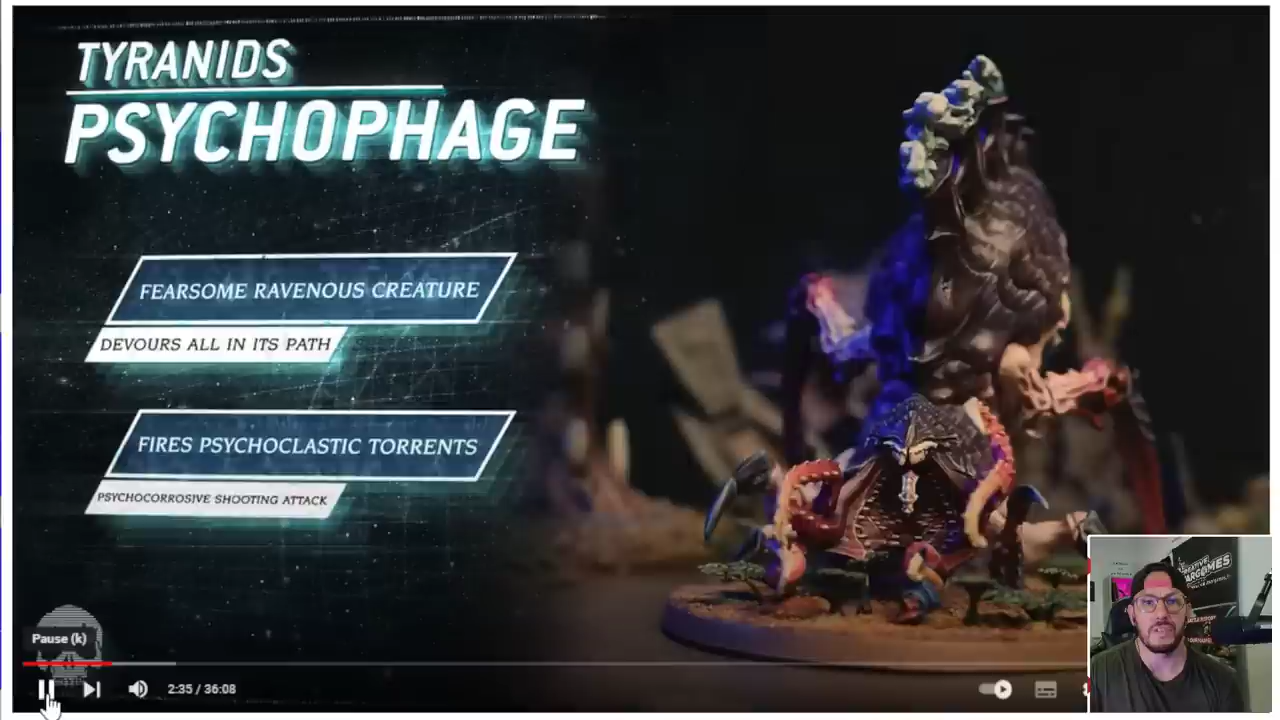 TYRANIDS
PSYCHOPHAGE
FEARSOME RAVENOUS CREATURE
DEVOURS ALL IN ITS PATH
FIRES PSYCHOCLASTIC TORRENTS
PSYCHOCORROSIVE SHOOTING ATTACK
Pause (k)
2:35 / 36:08